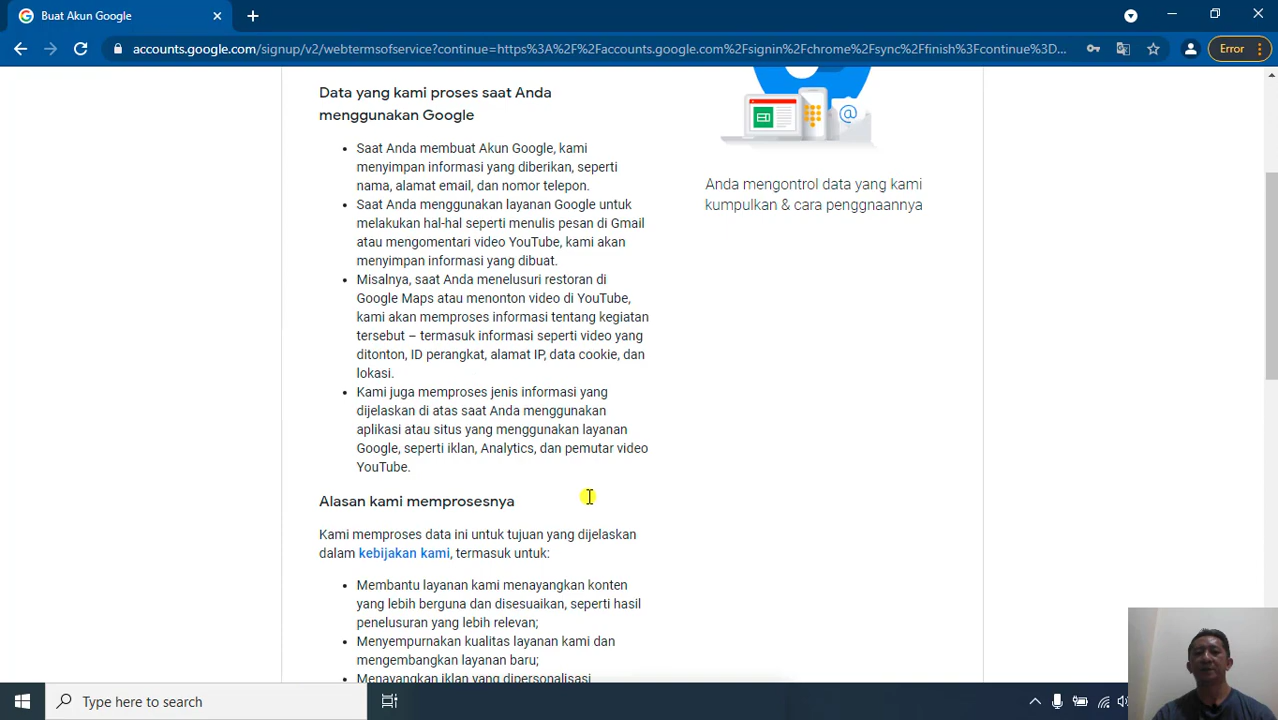 Buat Akun Google
accounts.google.com/signup/v2/webtermsofservice?continue=https%3A%2F%2Faccounts.google.com%2Fsignin%2Fchrome%2Fsync%2Ffinish%3Fcontinue%3D...
Error
Data yang kami proses saat Anda
menggunakan Google
Saat Anda membuat Akun Google, kami
menyimpan informasi yang diberikan, seperti
nama, alamat email, dan nomor telepon.
Saat Anda menggunakan layanan Google untuk
melakukan hal-hal seperti menulis pesan di Gmail
atau mengomentari video YouTube, kami akan
menyimpan informasi yang dibuat.
Misalnya, saat Anda menelusuri restoran di
Google Maps atau menonton video di YouTube,
kami akan memproses informasi tentang kegiatan
tersebut – termasuk informasi seperti video yang
ditonton, ID perangkat, alamat IP, data cookie, dan
lokasi.
Kami juga memproses jenis informasi yang
dijelaskan di atas saat Anda menggunakan
aplikasi atau situs yang menggunakan layanan
Google, seperti iklan, Analytics, dan pemutar video
YouTube.
Alasan kami memprosesnya
Kami memproses data ini untuk tujuan yang dijelaskan
dalam kebijakan kami, termasuk untuk:
Membantu layanan kami menayangkan konten
yang lebih berguna dan disesuaikan, seperti hasil
penelusuran yang lebih relevan;
Menyempurnakan kualitas layanan kami dan
mengembangkan layanan baru;
Menayangkan iklan yang dipersonalisasi
Anda mengontrol data yang kami
kumpulkan & cara penggnaannya
Type here to search